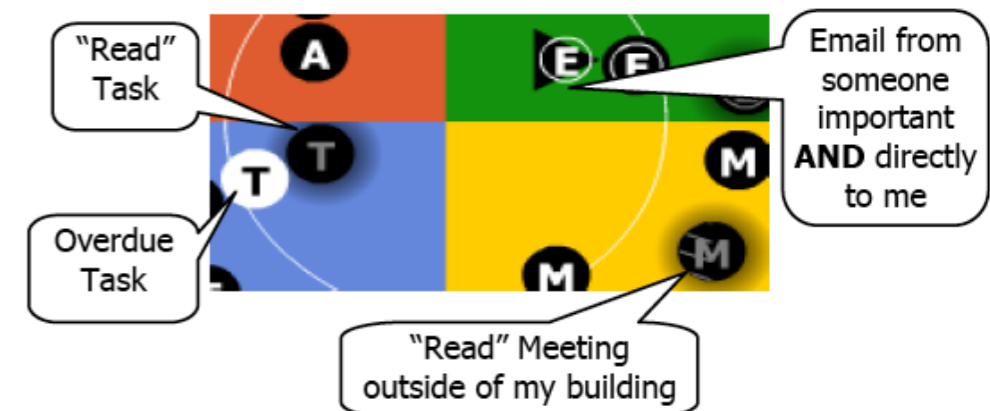 “Read”
Task
A
E
E
Email from
someone
important
AND directly
to me
T
T
M
Overdue
Task
M
M
“Read” Meeting
outside of my building